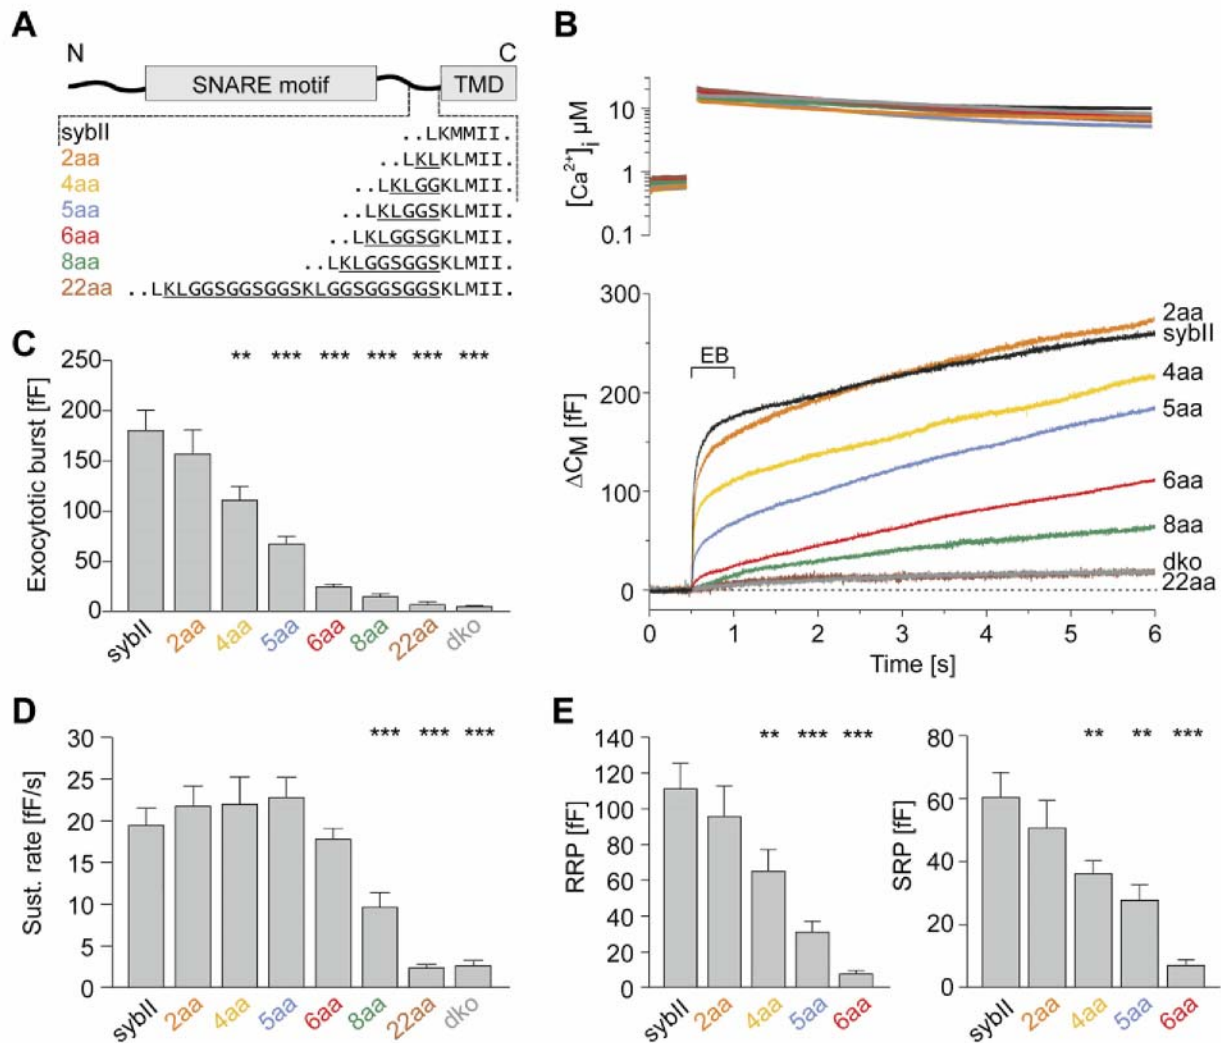 A
N
C
SNARE motif
TMD
sybII
..LKMMII.
2aa
..LKLKLMII.
4aa
..LKLGGKLMII.
5aa
..LKLGGSKLMII.
6aa
..LKLGGSGKLMII.
8aa
..LKLGGSGGSKLMII.
22aa
..LKLGGSGGSGGSKLGGSGGSGGSKLMII.
B
[Ca2+]i µM
10
1
0.1
ΔCM [fF]
300
200
100
0
EB
2aa
sybII
4aa
5aa
6aa
8aa
dko
22aa
0 1 2 3 4 5 6
Time [s]
C
Exocytotic burst [fF]
250
200
150
100
50
0
** *** *** *** *** ***
sybII 2aa 4aa 5aa 6aa 8aa 22aa dko
D
Sust. rate [fF/s]
30
25
20
15
10
5
0
*** *** ***
sybII 2aa 4aa 5aa 6aa 8aa 22aa dko
E
RRP [fF]
140
120
100
80
60
40
20
0
** *** ***
sybII 2aa 4aa 5aa 6aa
SRP [fF]
80
60
40
20
0
** ** ***
sybII 2aa 4aa 5aa 6aa